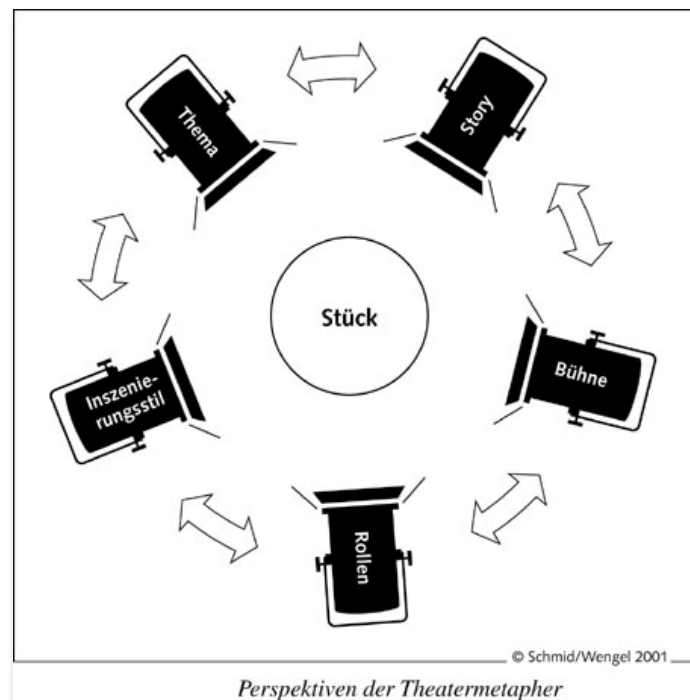 Thema
Story
Stück
Inszenie-
rungsstil
Bühne
Rollen
© Schmid/Wengel 2001
Perspektiven der Theatermetapher